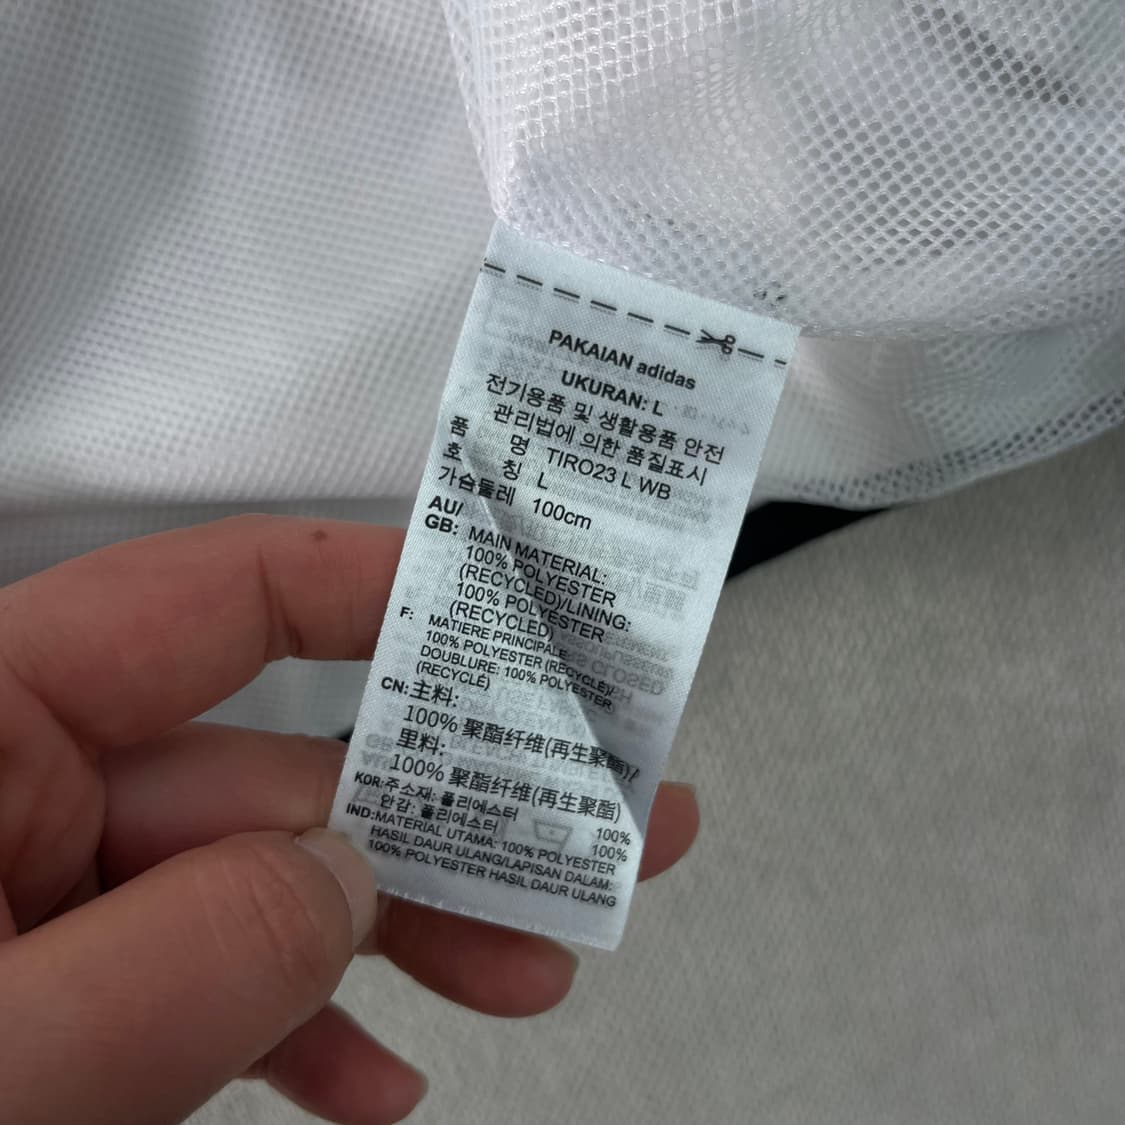 PAKAIAN adidas
UKURAN: L
전기용품 및 생활용품 안전
관리법에 의한 품질표시
품 명 TIRO23 L WB
호 칭 L
가슴둘레 100cm
AU/
GB: MAIN MATERIAL:
100% POLYESTER
(RECYCLED)/LINING:
100% POLYESTER
(RECYCLED)
F: MATIERE PRINCIPALE:
100% POLYESTER (RECYCLÉ)/
DOUBLURE: 100% POLYESTER
(RECYCLÉ)
CN:主料:
100% 聚酯纤维(再生聚酯)/
里料:
100% 聚酯纤维(再生聚酯)
KOR:주소재: 폴리에스터 100%
안감: 폴리에스터 100%
IND:MATERIAL UTAMA: 100% POLYESTER
HASIL DAUR ULANG/LAPISAN DALAM:
100% POLYESTER HASIL DAUR ULANG